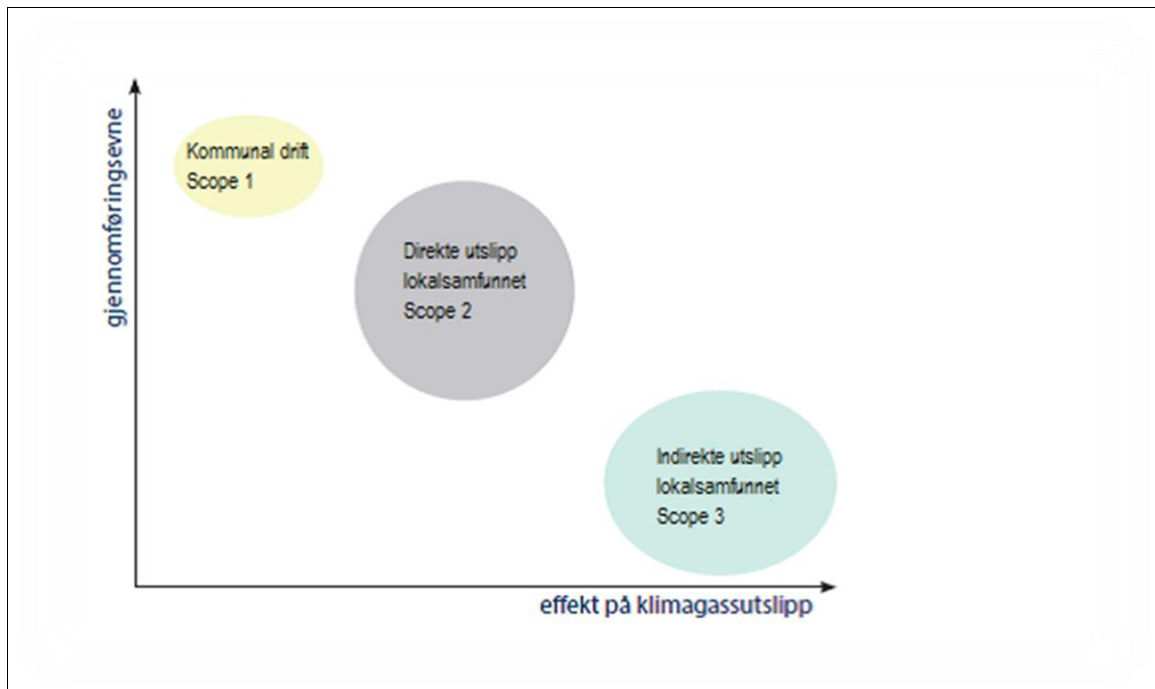 gjennomføringsevne
Kommunal drift
Scope 1
Direkte utslipp
lokalsamfunnet
Scope 2
Indirekte utslipp
lokalsamfunnet
Scope 3
effekt på klimagassutslipp